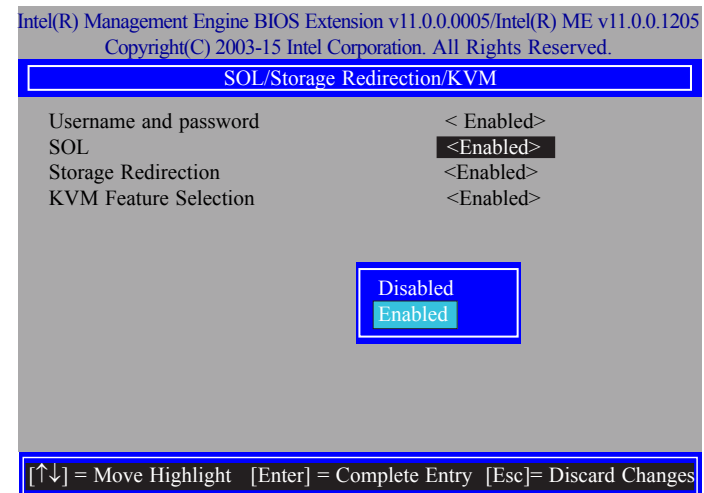 Intel(R) Management Engine BIOS Extension v11.0.0.0005/Intel(R) ME v11.0.0.1205
Copyright(C) 2003-15 Intel Corporation. All Rights Reserved.
SOL/Storage Redirection/KVM
Username and password < Enabled>
SOL <Enabled>
Storage Redirection <Enabled>
KVM Feature Selection <Enabled>
Disabled
Enabled
[↑↓] = Move Highlight [Enter] = Complete Entry [Esc]= Discard Changes